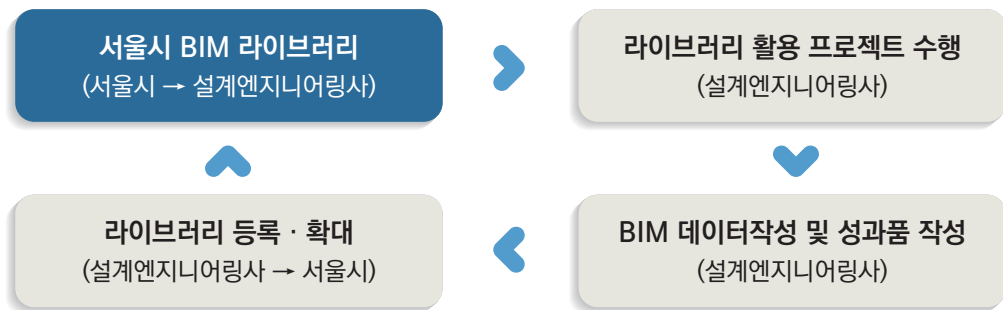 서울시 BIM 라이브러리
(서울시 → 설계엔지니어링사)
라이브러리 활용 프로젝트 수행
(설계엔지니어링사)
라이브러리 등록 · 확대
(설계엔지니어링사 → 서울시)
BIM 데이터작성 및 성과품 작성
(설계엔지니어링사)